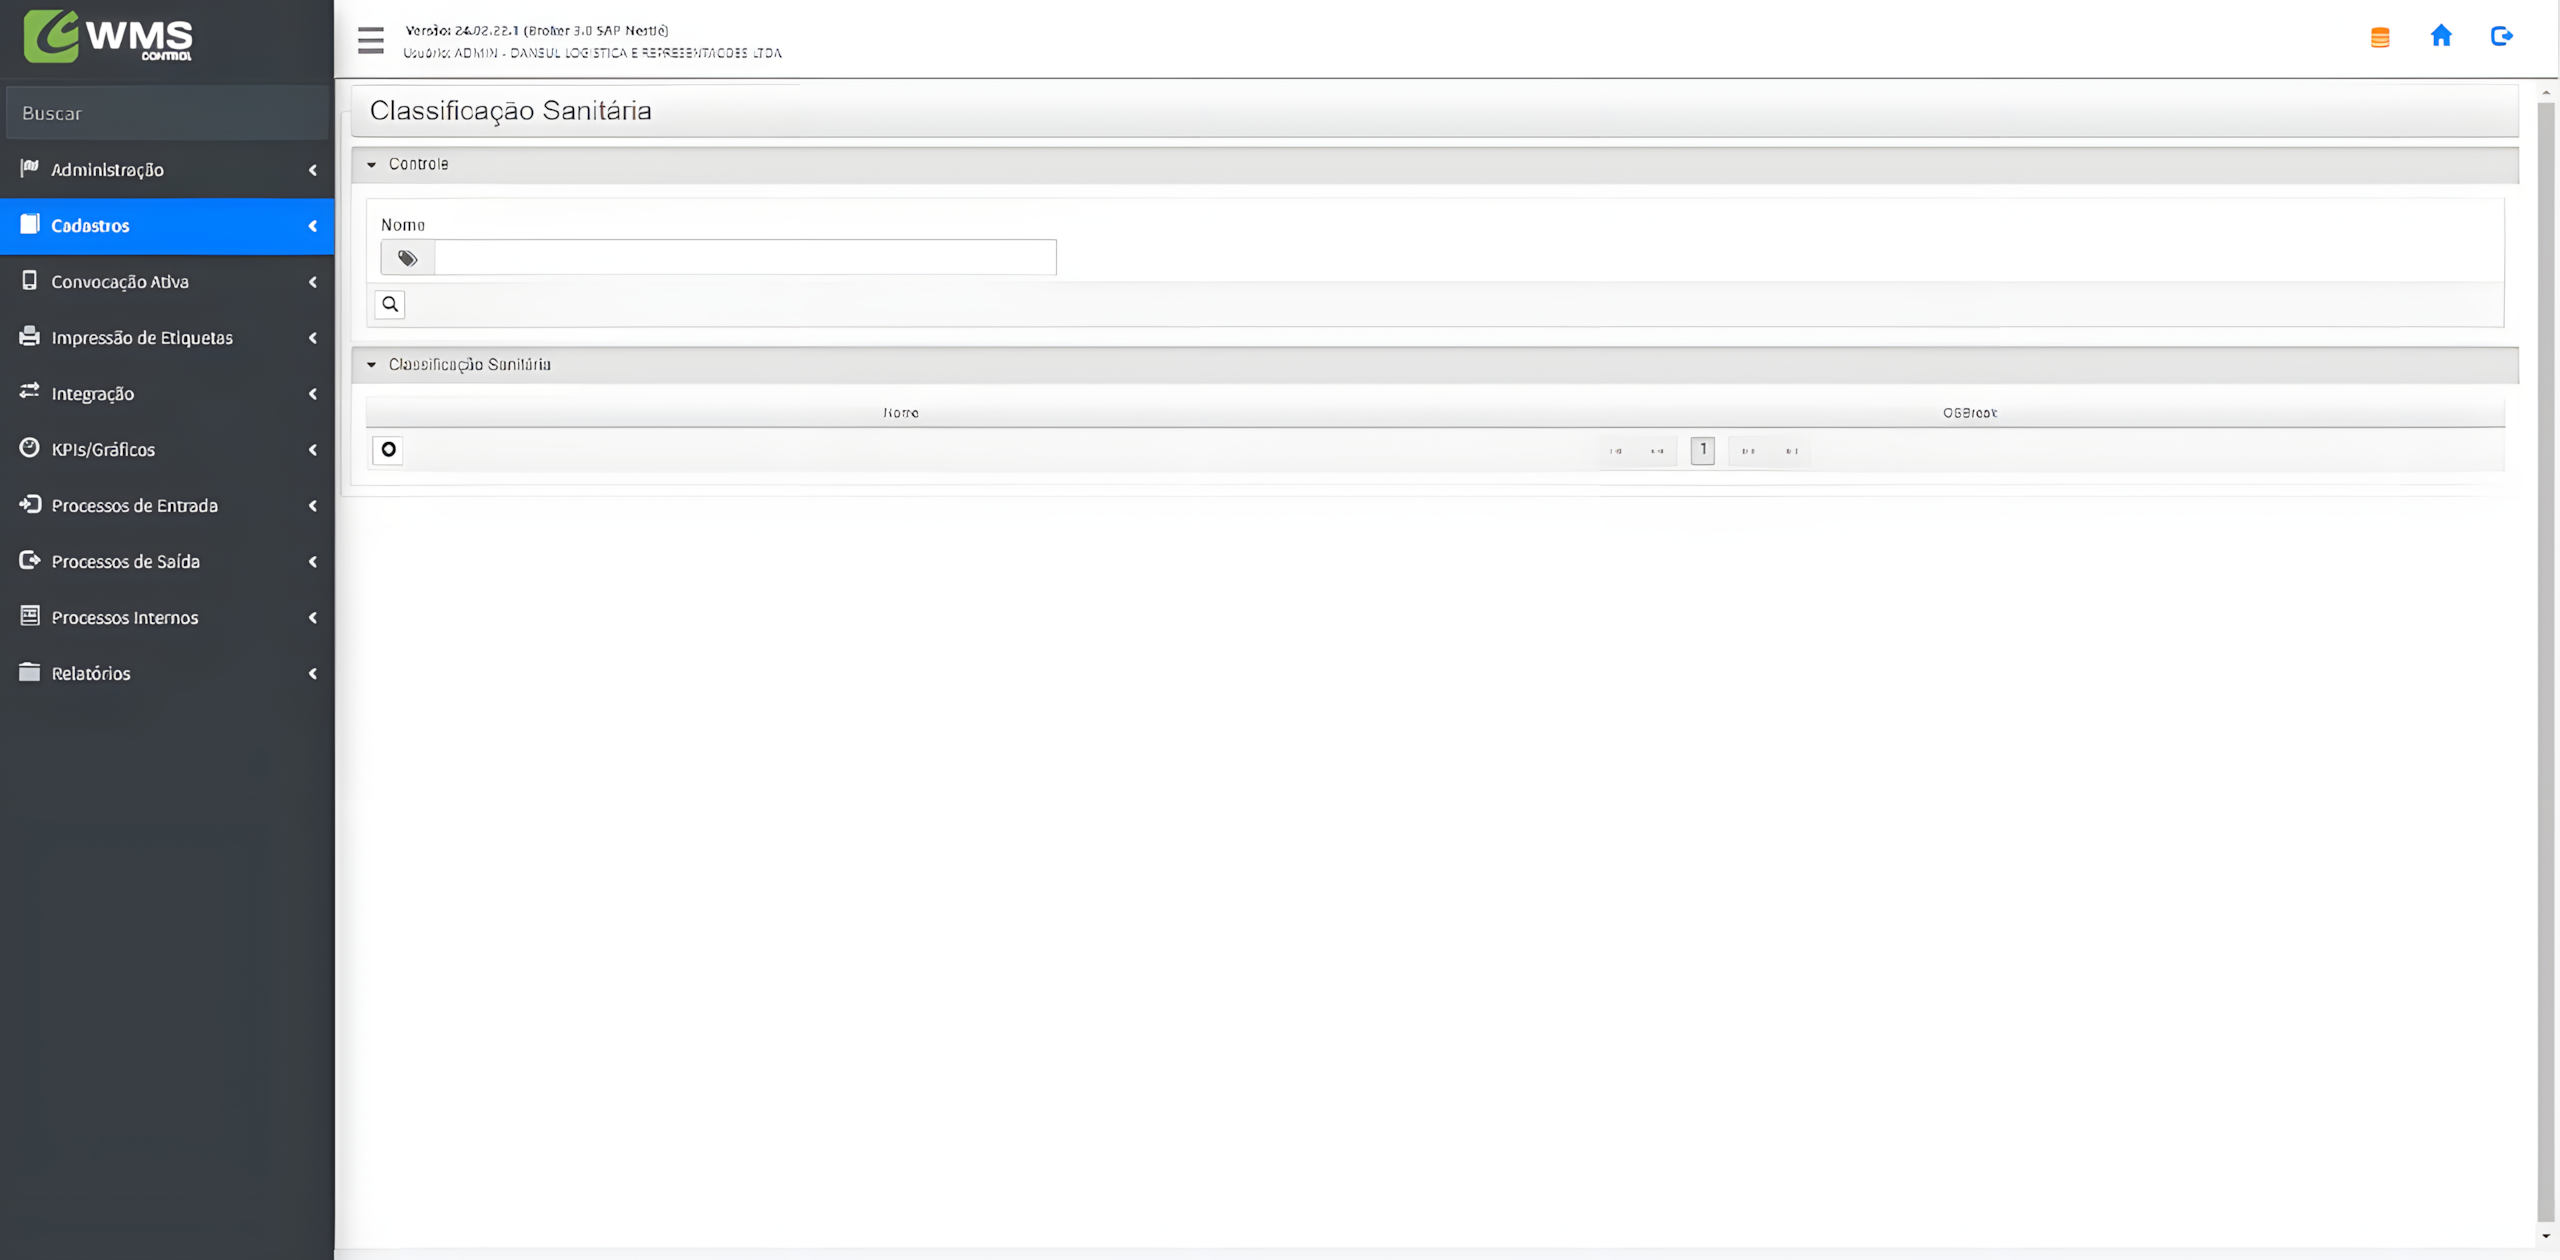 WMS
CONTROL
Versão: 24.02.22.1 (Broker 3.0 SAP Nestlé)
Usuário: ADMIN - DANSUL LOGISTICA E REPRESENTACOES LTDA
Buscar
Administração
Cadastros
Convocação Ativa
Impressão de Etiquetas
Integração
KPIs/Gráficos
Processos de Entrada
Processos de Saída
Processos Internos
Relatórios
Classificação Sanitária
Controle
Nome
Classificação Sanitária
Nome
1